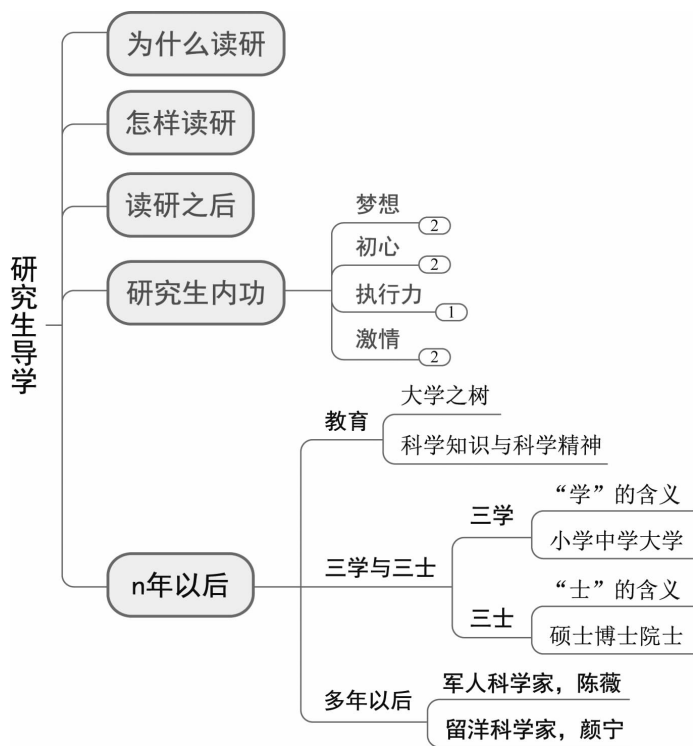 研究生导学
为什么读研
怎样读研
读研之后
研究生内功
梦想
2
初心
2
执行力
1
激情
2
n年以后
教育
大学之树
科学知识与科学精神
三学与三士
三学
“学”的含义
小学中学大学
三士
“士”的含义
硕士博士院士
多年以后
军人科学家，陈薇
留洋科学家，颜宁